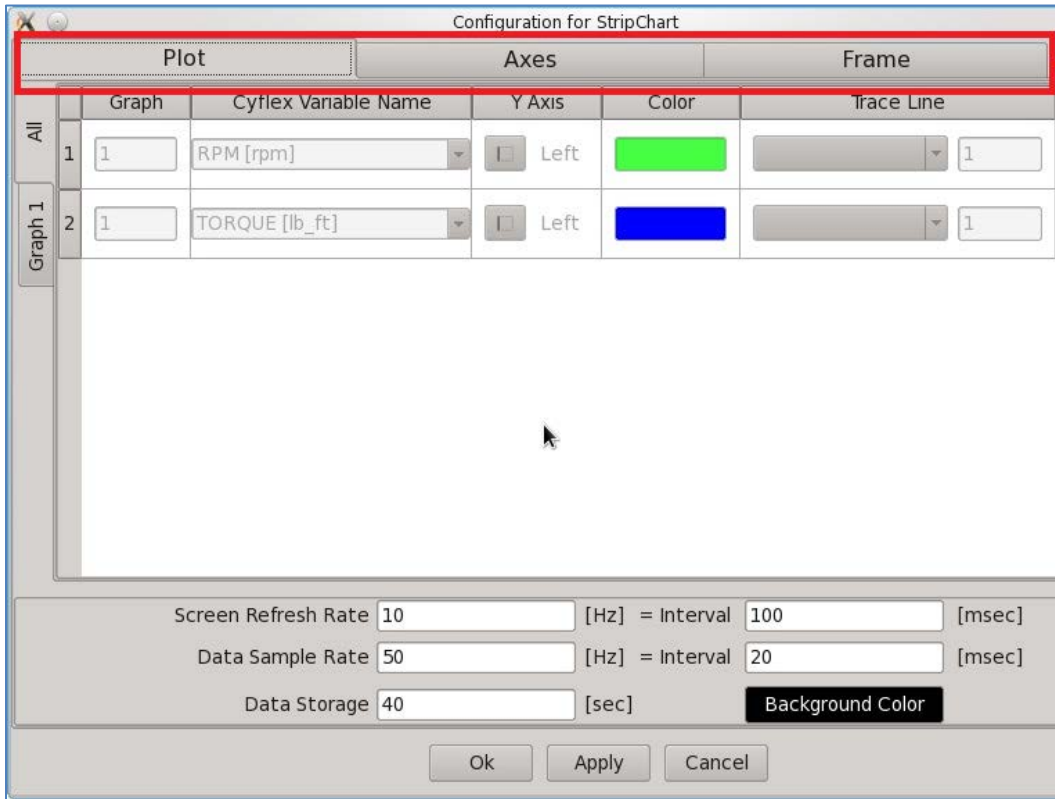 Configuration for StripChart
Plot Axes Frame
Graph Cyflex Variable Name Y Axis Color Trace Line
All
1 1 RPM [rpm] Left 1
Graph 1
2 1 TORQUE [lb_ft] Left 1
Screen Refresh Rate 10 [Hz] = Interval 100 [msec]
Data Sample Rate 50 [Hz] = Interval 20 [msec]
Data Storage 40 [sec] Background Color
Ok Apply Cancel